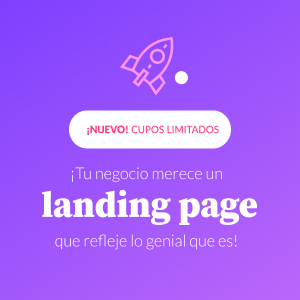 ¡NUEVO! CUPOS LIMITADOS
¡Tu negocio merece un
landing page
que refleje lo genial que es!